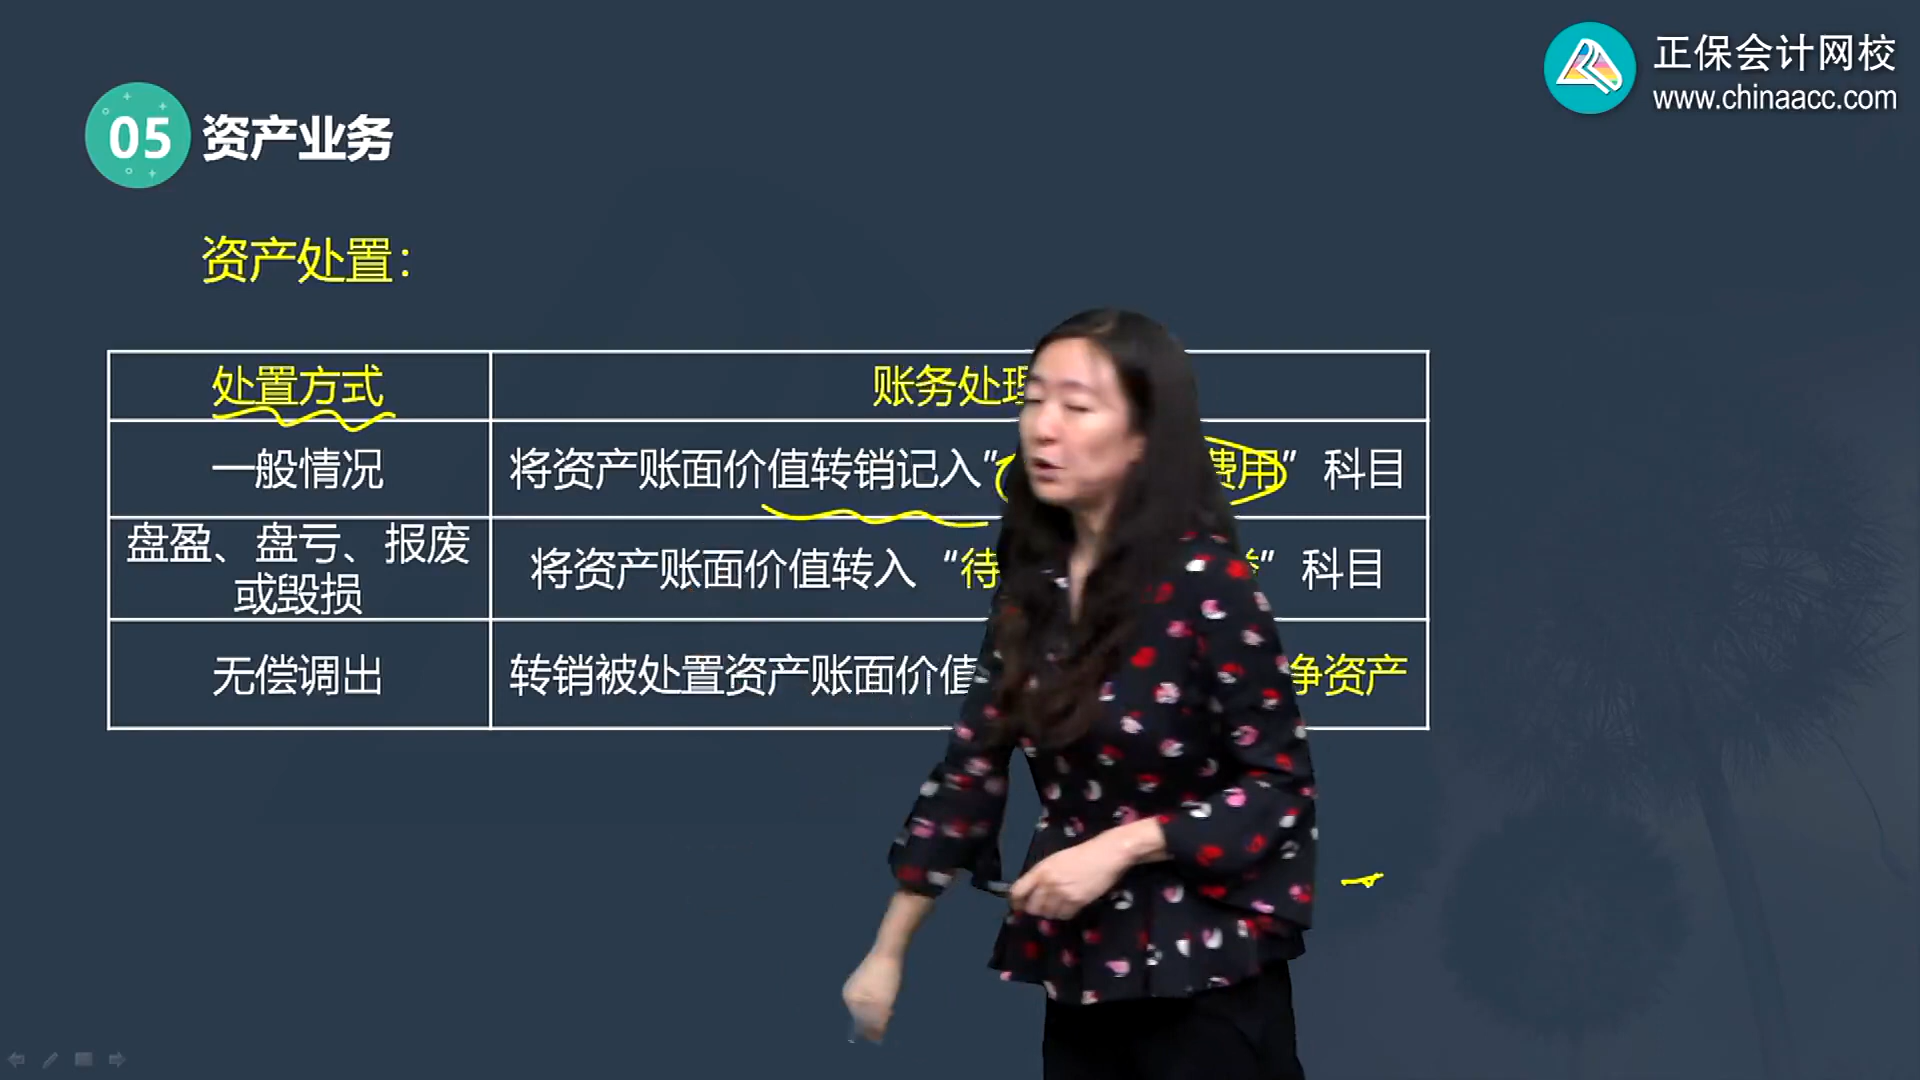 正保会计网校
www.chinaacc.com
05 资产业务
资产处置：
处置方式 账务处理
一般情况 将资产账面价值转销记入“ 费用” 科目
盘盈、盘亏、报废
或毁损 将资产账面价值转入 “待 ” 科目
无偿调出 转销被处置资产账面价值 净资产